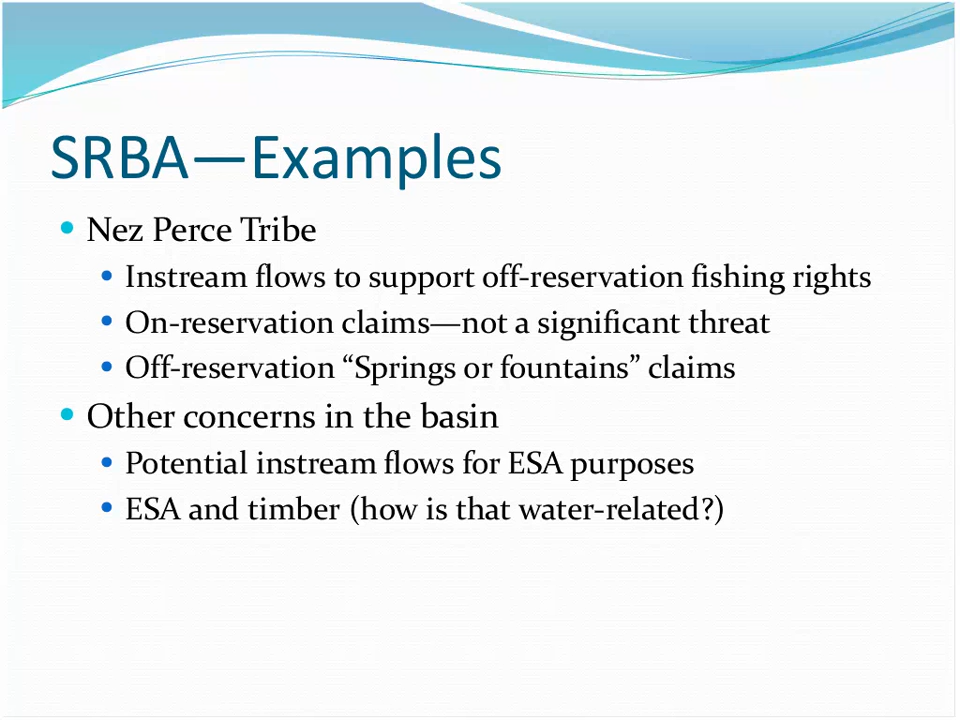 SRBA—Examples
• Nez Perce Tribe
• Instream flows to support off-reservation fishing rights
• On-reservation claims—not a significant threat
• Off-reservation “Springs or fountains” claims
• Other concerns in the basin
• Potential instream flows for ESA purposes
• ESA and timber (how is that water-related?)